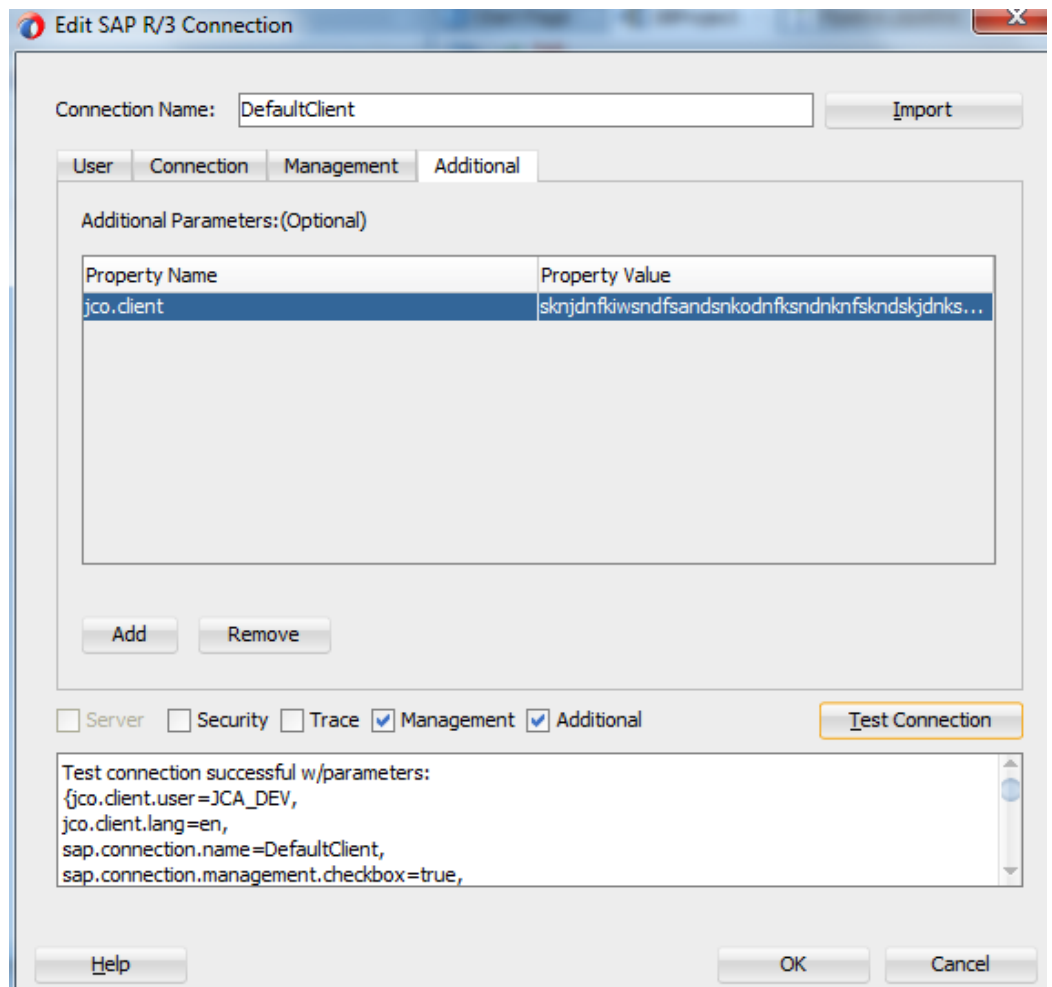 Edit SAP R/3 Connection
Connection Name: DefaultClient Import
User Connection Management Additional
Additional Parameters:(Optional)
Property Name Property Value
jco.client sknjdnfkiwsndfsandsnkodnfksndnknfskndskjdnks...
Add Remove
Server Security Trace Management Additional Test Connection
Test connection successful w/parameters:
{jco.client.user=JCA_DEV,
jco.client.lang=en,
sap.connection.name=DefaultClient,
sap.connection.management.checkbox=true,
Help OK Cancel